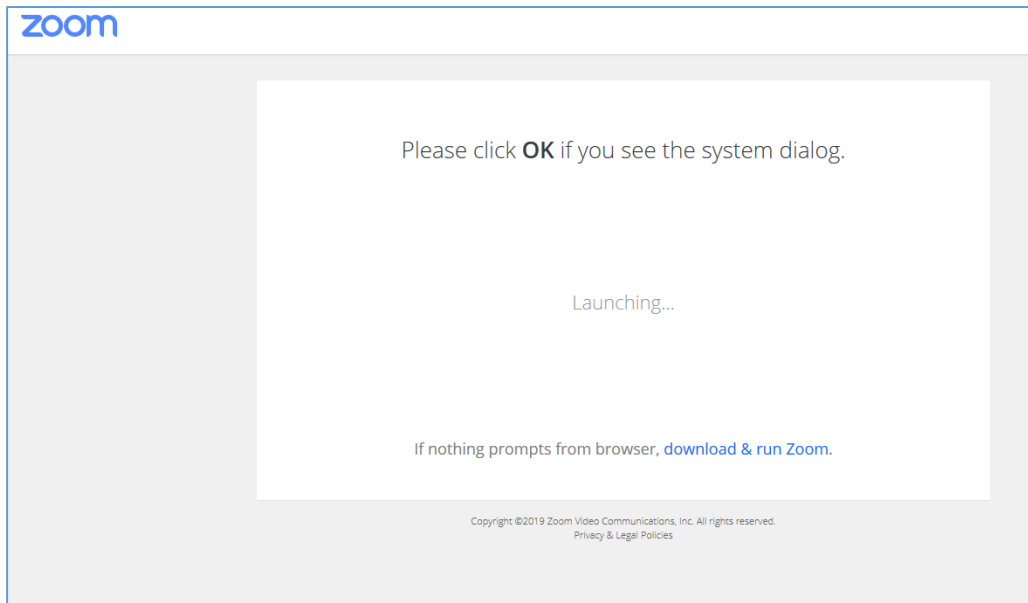 zoom
Please click OK if you see the system dialog.
Launching...
If nothing prompts from browser, download & run Zoom.
Copyright ©2019 Zoom Video Communications, Inc. All rights reserved.
Privacy & Legal Policies